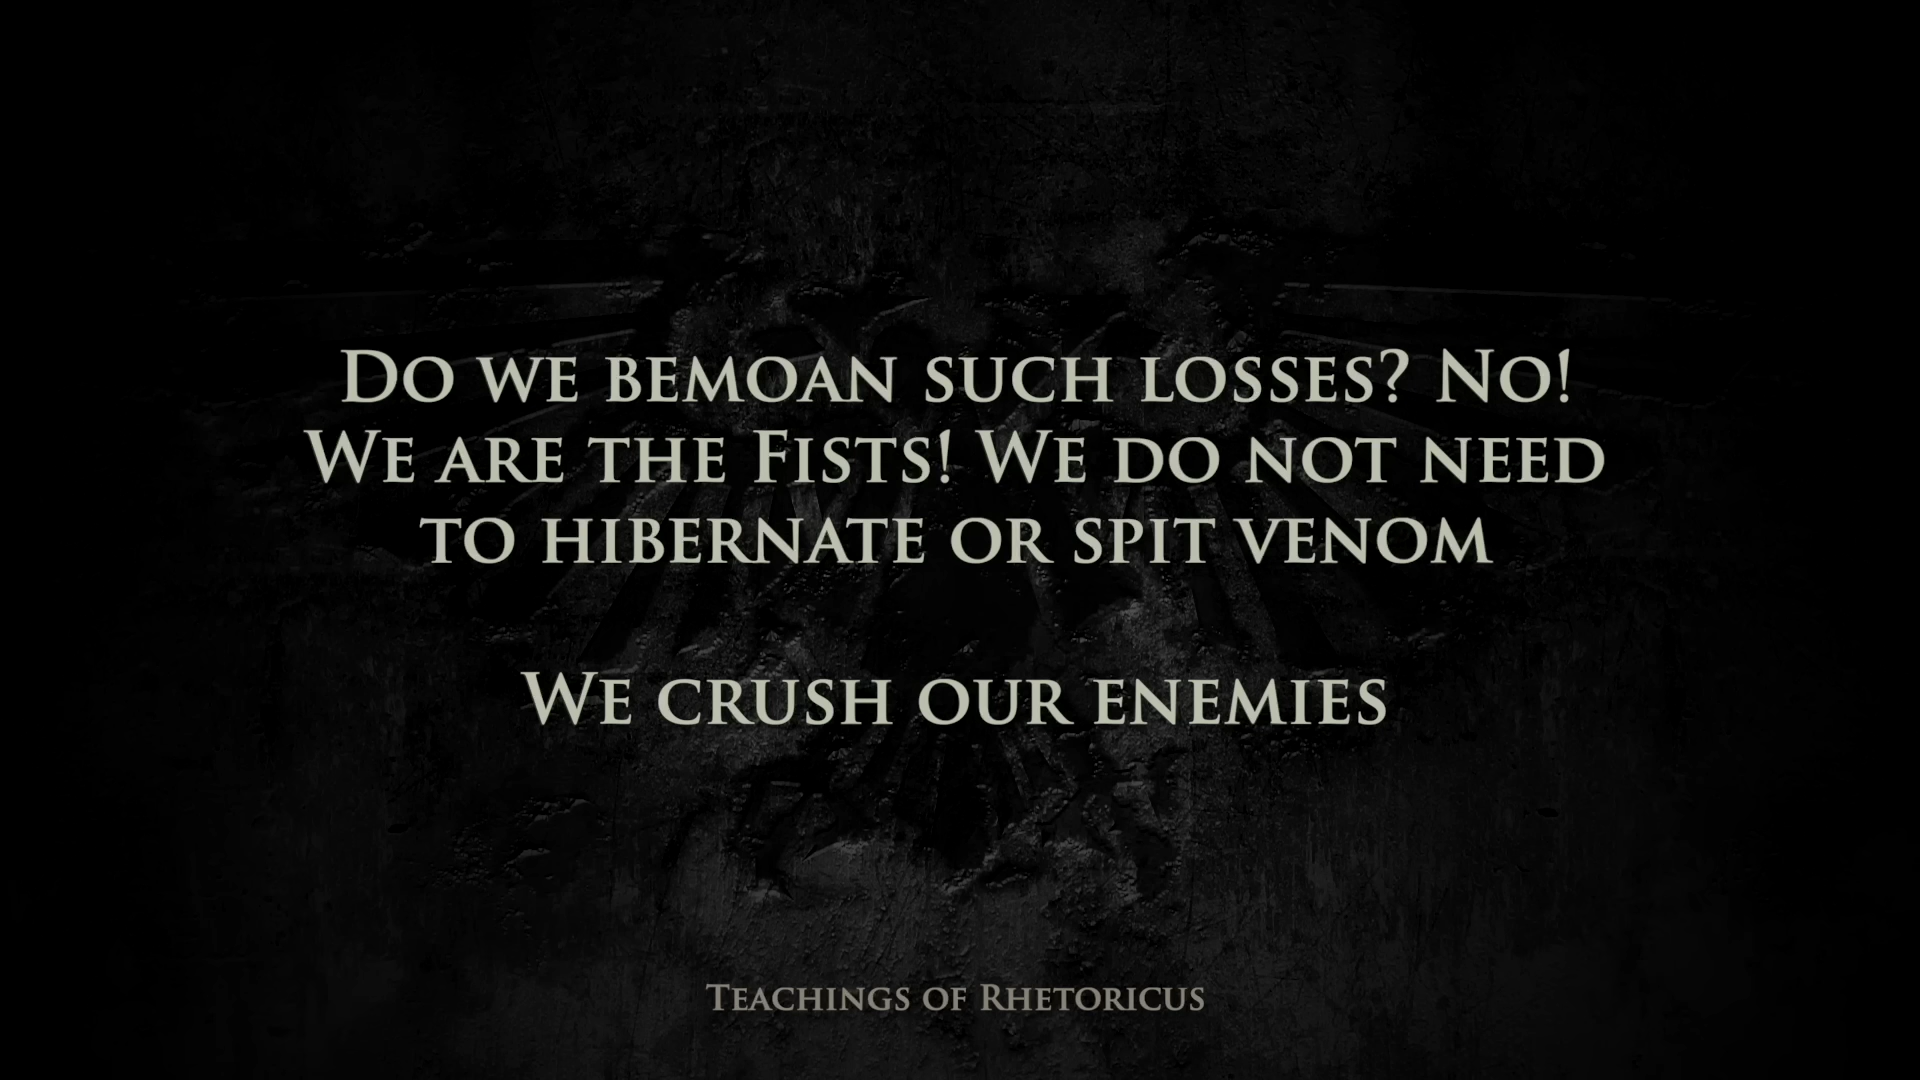 Do we bemoan such losses? No!
We are the Fists! We do not need
to hibernate or spit venom
We crush our enemies
Teachings of Rhetoricus